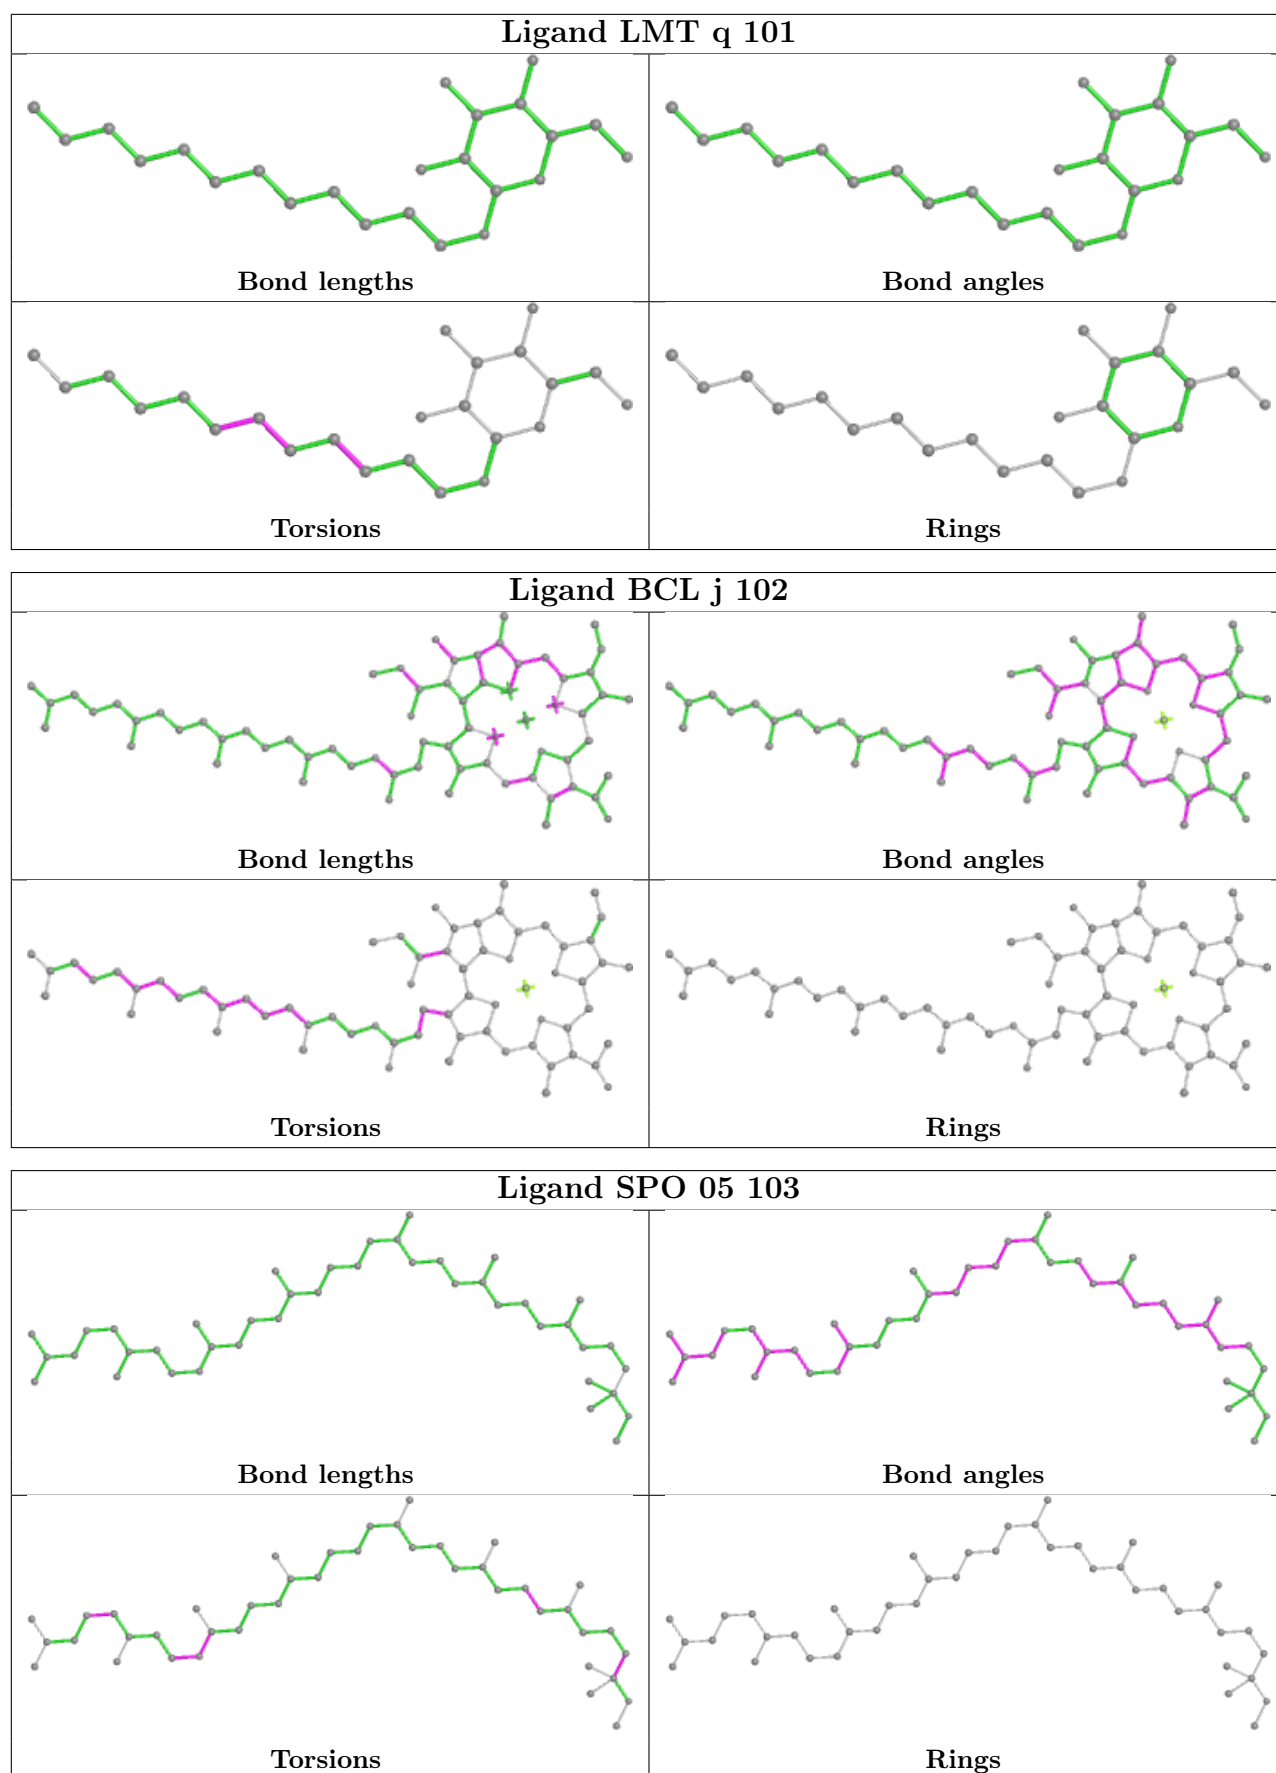 Ligand LMT q 101
Bond lengths
Bond angles
Torsions
Rings
Ligand BCL j 102
Bond lengths
Bond angles
Torsions
Rings
Ligand SPO 05 103
Bond lengths
Bond angles
Torsions
Rings